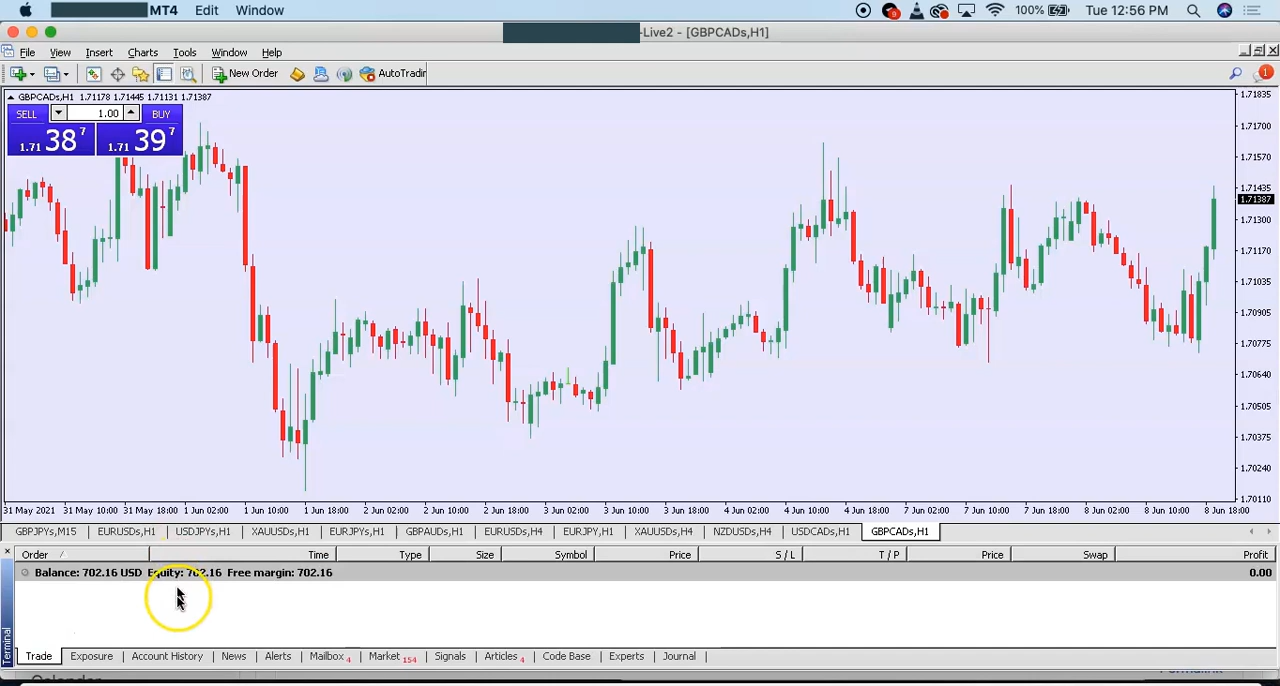 MT4 Edit Window 9 100% Tue 12:56 PM
-Live2 - [GBPCADs,H1]
File View Insert Charts Tools Window Help
New Order AutoTradin 1
GBPCADs,H1 1.71178 1.71445 1.71131 1.71387
SELL 1.00 BUY
1.71 38 7 1.71 39 7
1.71835
1.71700
1.71570
1.71435
1.71387
1.71300
1.71170
1.71035
1.70905
1.70775
1.70640
1.70505
1.70375
1.70240
1.70110
31 May 2021 31 May 10:00 31 May 18:00 1 Jun 02:00 1 Jun 10:00 1 Jun 18:00 2 Jun 02:00 2 Jun 10:00 2 Jun 18:00 3 Jun 02:00 3 Jun 10:00 3 Jun 18:00 4 Jun 02:00 4 Jun 10:00 4 Jun 18:00 7 Jun 02:00 7 Jun 10:00 7 Jun 18:00 8 Jun 02:00 8 Jun 10:00 8 Jun 18:00
GBPJPYs,M15 EURUSDs,H1 USDJPYs,H1 XAUUSDs,H1 EURJPYs,H1 GBPAUDs,H1 EURUSDs,H4 EURJPY,H1 XAUUSDs,H4 NZDUSDs,H4 USDCADs,H1 GBPCADs,H1
Order Time Type Size Symbol Price S / L T / P Price Swap Profit
Balance: 702.16 USD Equity: 702.16 Free margin: 702.16 0.00
Terminal
Trade Exposure Account History News Alerts Mailbox 4 Market 154 Signals Articles 4 Code Base Experts Journal